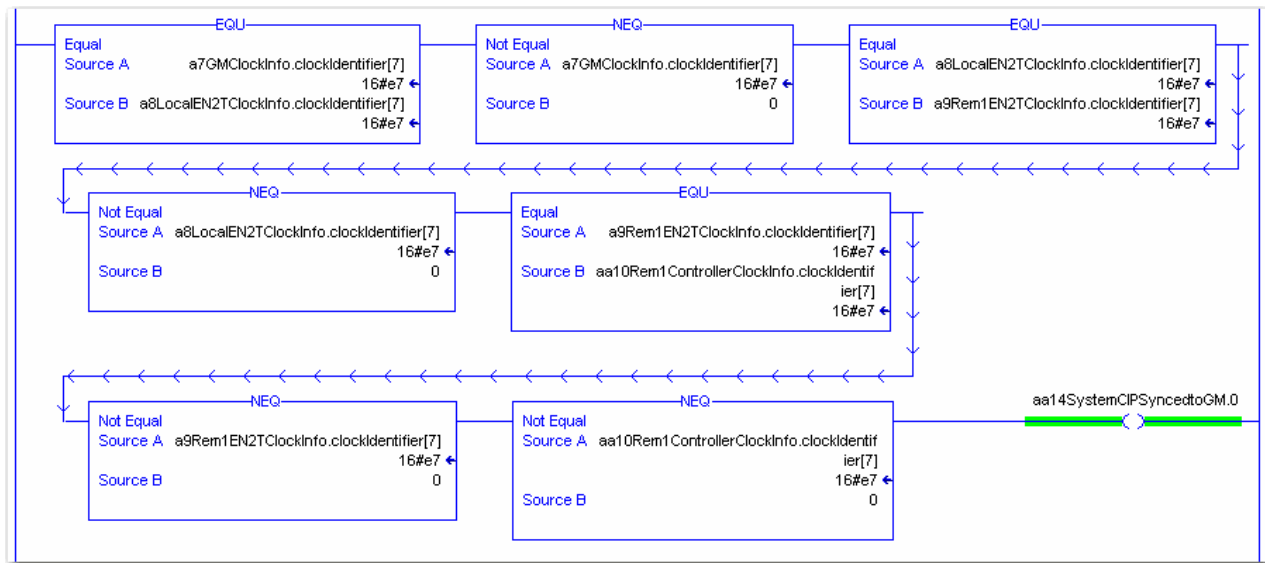 EQU
Equal
Source A a7GMClockInfo.clockIdentifier[7]
16#e7
Source B a8LocalEN2TClockInfo.clockIdentifier[7]
16#e7
NEQ
Not Equal
Source A a7GMClockInfo.clockIdentifier[7]
16#e7
Source B 0
EQU
Equal
Source A a8LocalEN2TClockInfo.clockIdentifier[7]
16#e7
Source B a9Rem1EN2TClockInfo.clockIdentifier[7]
16#e7
NEQ
Not Equal
Source A a8LocalEN2TClockInfo.clockIdentifier[7]
16#e7
Source B 0
EQU
Equal
Source A a9Rem1EN2TClockInfo.clockIdentifier[7]
16#e7
Source B aa10Rem1ControllerClockInfo.clockIdentif
ier[7]
16#e7
NEQ
Not Equal
Source A a9Rem1EN2TClockInfo.clockIdentifier[7]
16#e7
Source B 0
NEQ
Not Equal
Source A aa10Rem1ControllerClockInfo.clockIdentif
ier[7]
16#e7
Source B 0
aa14SystemCIPSyncedtoGM.0